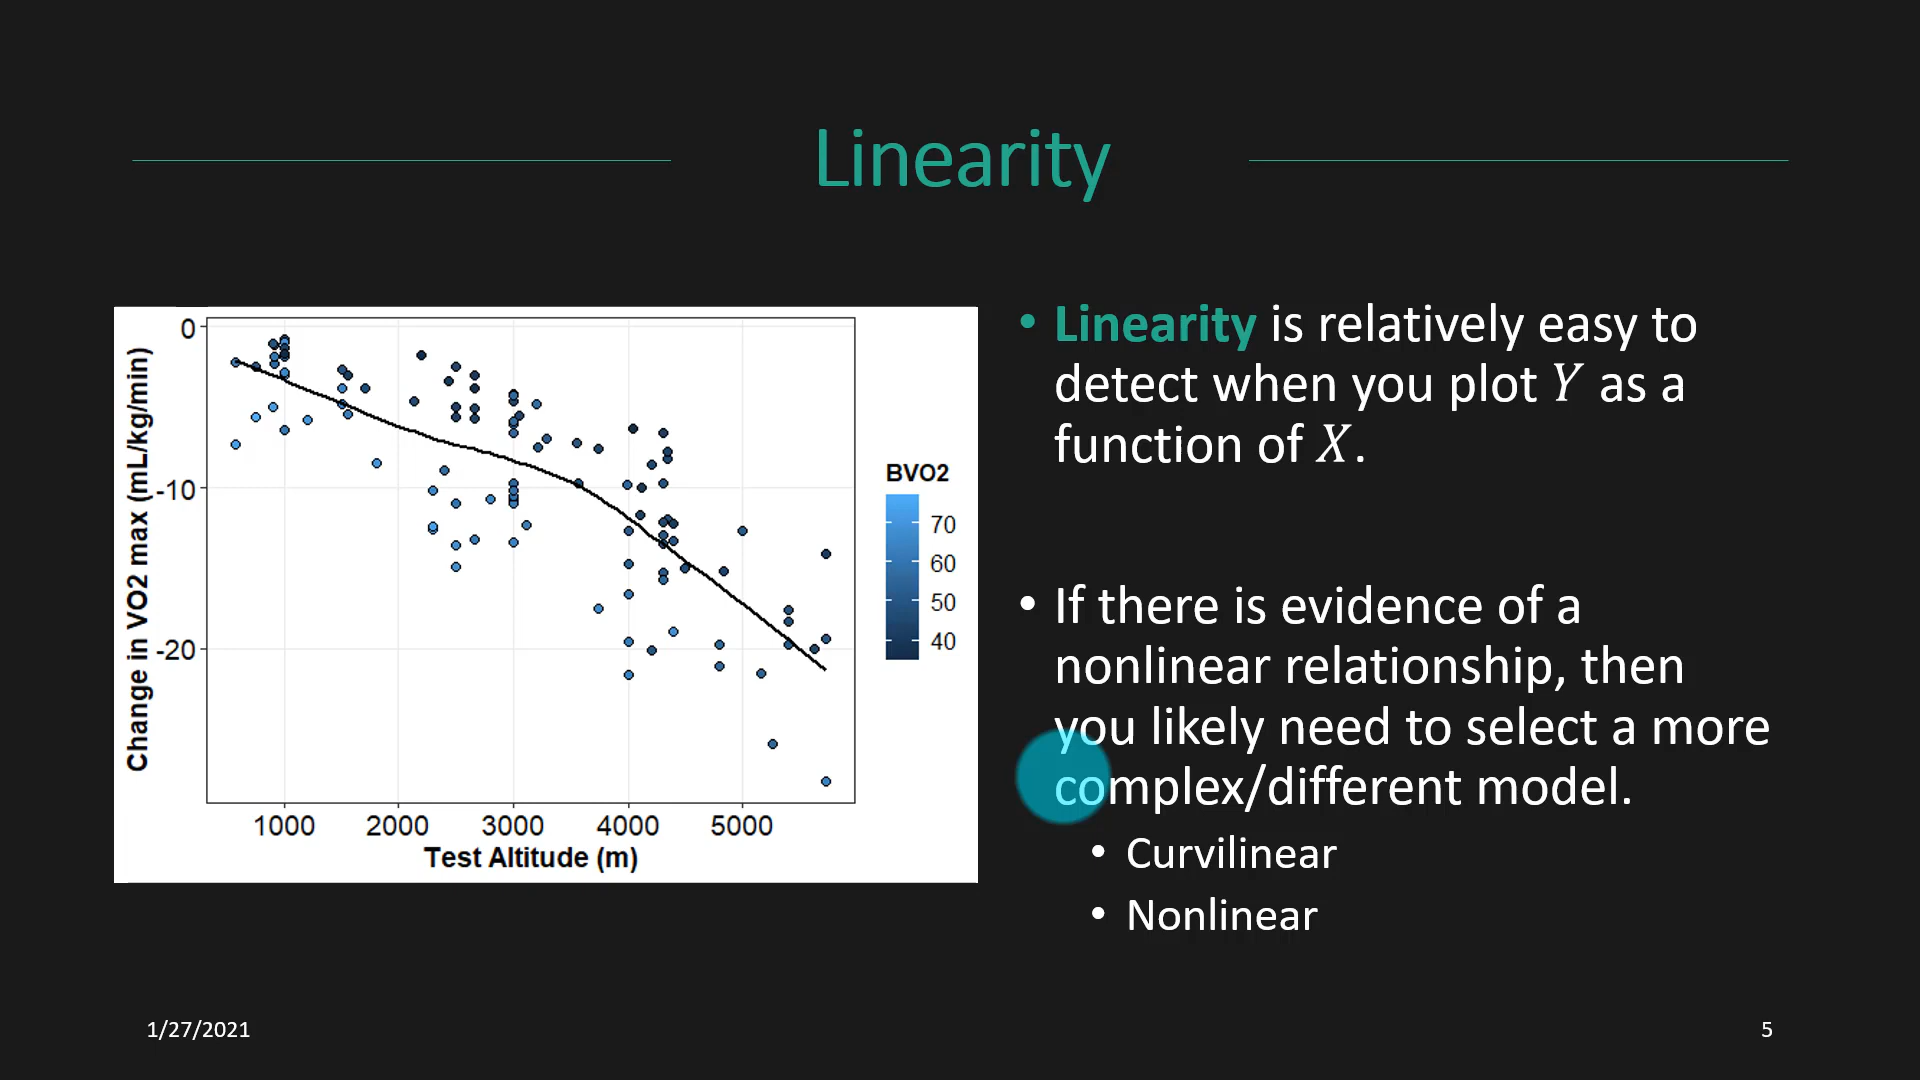 Linearity
0
-10
-20
Change in VO2 max (mL/kg/min)
1000 2000 3000 4000 5000
Test Altitude (m)
BVO2
70
60
50
40
• Linearity is relatively easy to
detect when you plot Y as a
function of X.
• If there is evidence of a
nonlinear relationship, then
you likely need to select a more
complex/different model.
• Curvilinear
• Nonlinear
1/27/2021
5